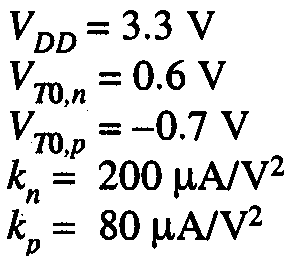 V_DD = 3.3 V
V_T0,n = 0.6 V
V_T0,p = −0.7 V
k_n = 200 μA/V²
k_p = 80 μA/V²